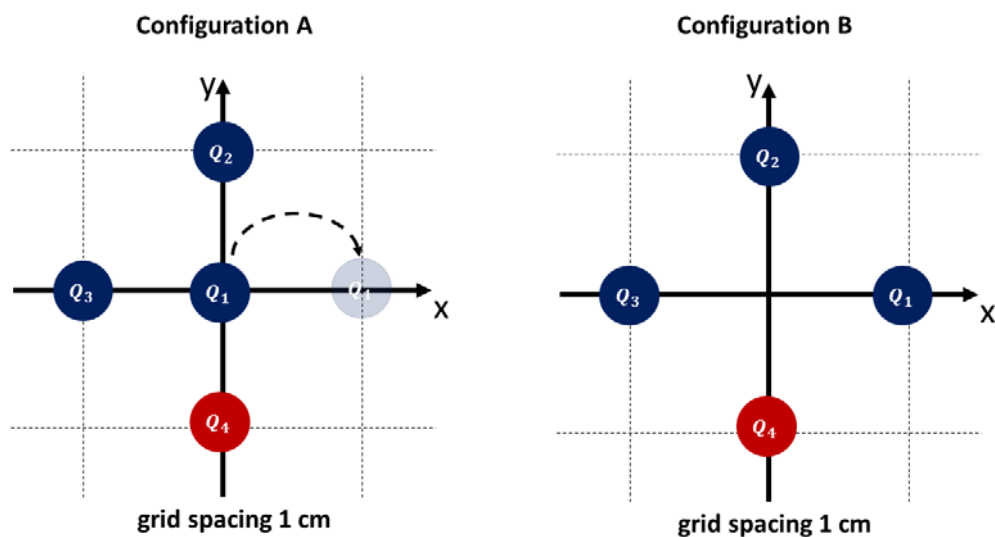 Configuration A
y
Q₂
Q₃
Q₁
Q₁
x
Q₄
grid spacing 1 cm
Configuration B
y
Q₂
Q₃
Q₁
x
Q₄
grid spacing 1 cm